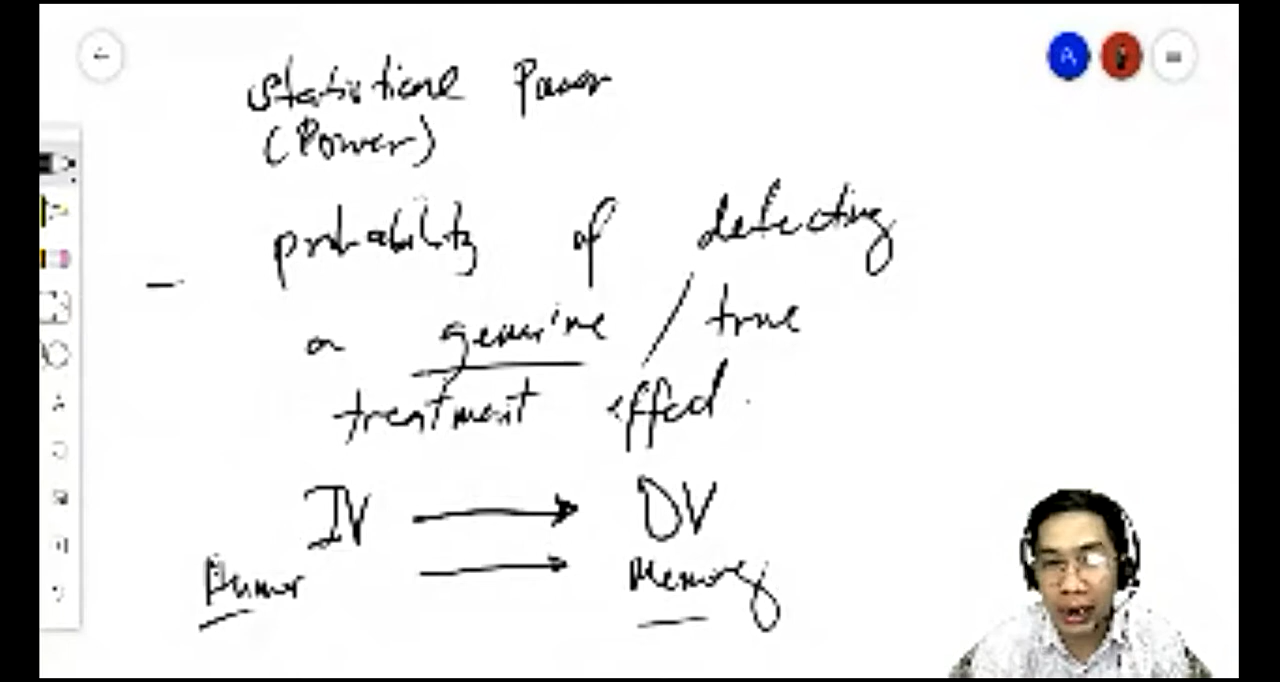 Statistical Power
(Power)
probability of detecting
a genuine / true
treatment effect.
IV → DV
Humor → Memory
A